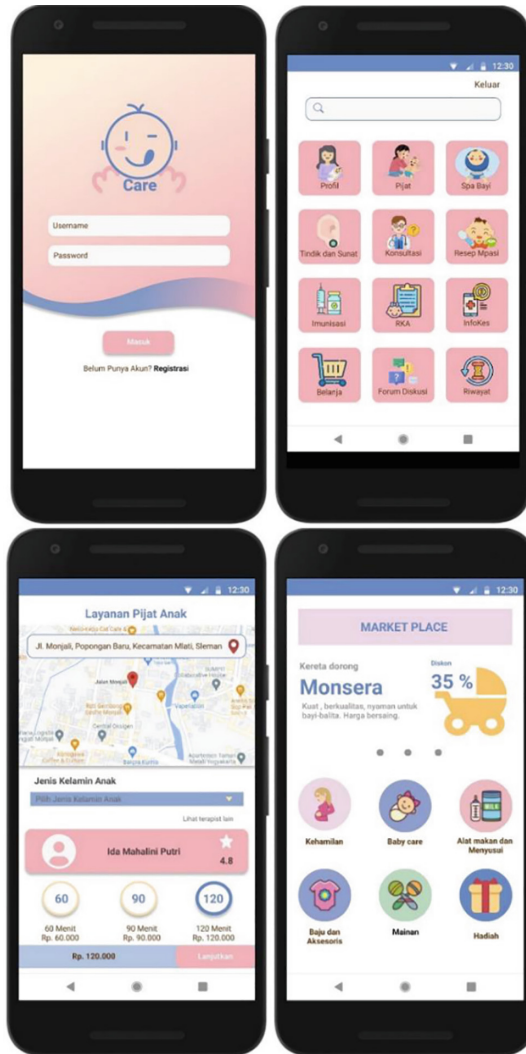 Care
Username
Password
Masuk
Belum Punya Akun? Registrasi
12:30
Keluar
Profil
Pijat
Spa Bayi
Tindik dan Sunat
Konsultasi
Resep Mpasi
Imunisasi
RKA
InfoKes
Belanja
Forum Diskusi
Riwayat
12:30
Layanan Pijat Anak
Jl. Monjali, Popongan Baru, Kecamatan Mlati, Sleman
Jalan Monjali
Jenis Kelamin Anak
Pilih Jenis Kelamin Anak
Lihat terapist lain
Ida Mahalini Putri
4.8
60
90
120
60 Menit
Rp. 60.000
90 Menit
Rp. 90.000
120 Menit
Rp. 120.000
Rp. 120.000
Lanjutkan
12:30
MARKET PLACE
Kereta dorong
Monsera
Kuat , berkualitas, nyaman untuk
bayi-balita. Harga bersaing.
Diskon
35 %
Kehamilan
Baby care
Alat makan dan
Menyusui
MILK
Baju dan
Aksesoris
Mainan
Hadiah